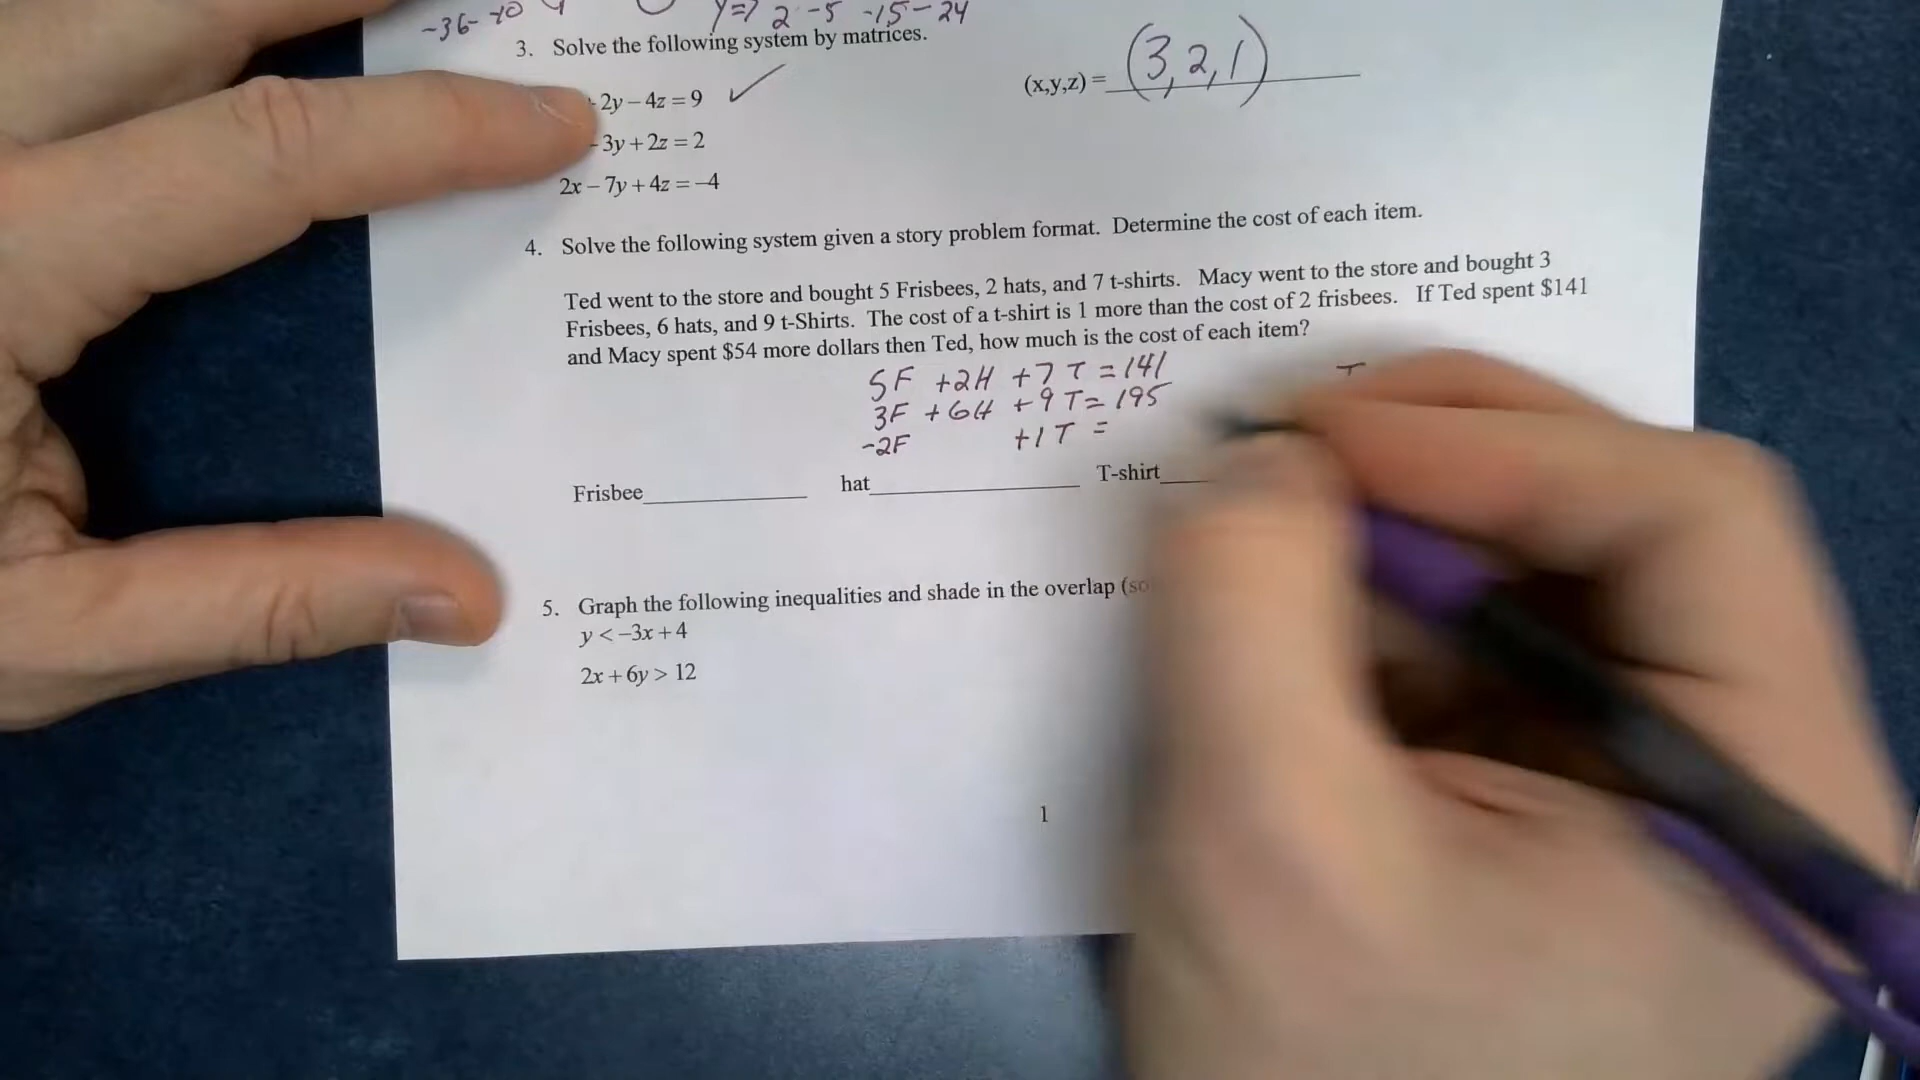 -36-40 4 y=7 2 -5 -15-24
3. Solve the following system by matrices.
(x,y,z) = (3,2,1)
2y – 4z = 9 ✓
3y + 2z = 2
2x – 7y + 4z = –4
4. Solve the following system given a story problem format. Determine the cost of each item.
Ted went to the store and bought 5 Frisbees, 2 hats, and 7 t-shirts. Macy went to the store and bought 3
Frisbees, 6 hats, and 9 t-Shirts. The cost of a t-shirt is 1 more than the cost of 2 frisbees. If Ted spent $141
and Macy spent $54 more dollars then Ted, how much is the cost of each item?
5F +2H +7T = 141
3F +6H +9T = 195
-2F +1T =
T
Frisbee____________ hat________________ T-shirt____
5. Graph the following inequalities and shade in the overlap (so
y < –3x + 4
2x + 6y > 12
1